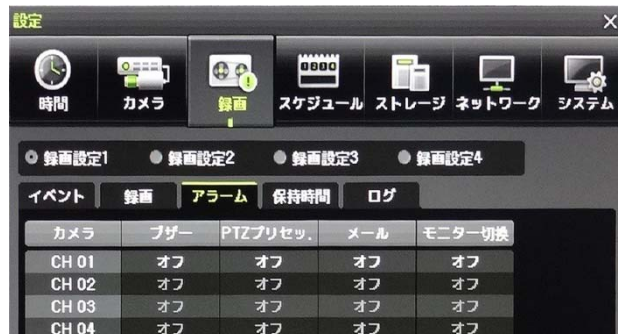 設定 ×
時間 カメラ 録画 スケジュール ストレージ ネットワーク システム
録画設定1 録画設定2 録画設定3 録画設定4
イベント 録画 アラーム 保持時間 ログ
カメラ ブザー PTZプリセッ. メール モニター切換
CH 01 オフ オフ オフ オフ
CH 02 オフ オフ オフ オフ
CH 03 オフ オフ オフ オフ
CH 04 オフ オフ オフ オフ